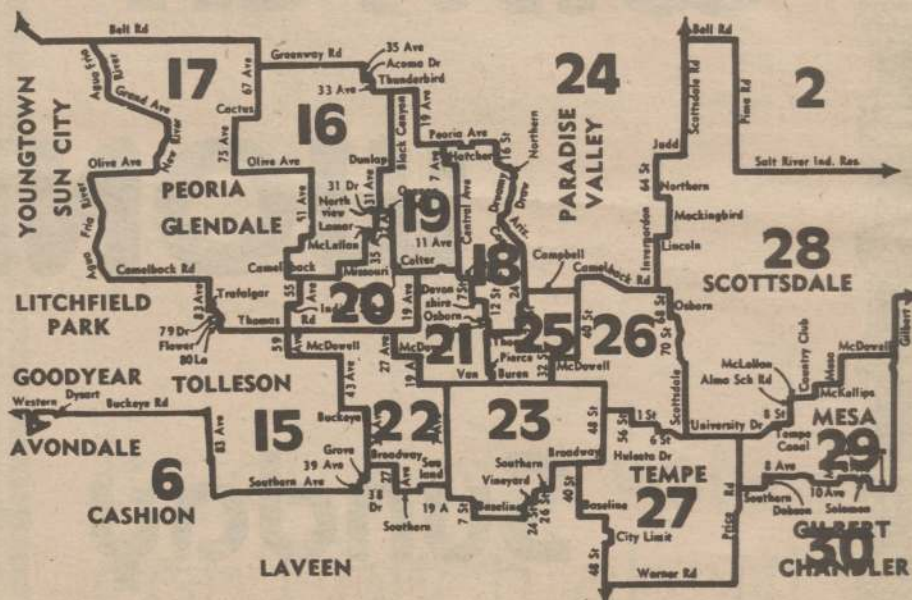 Bell Rd
Bell Rd
Agua Fria
River
17
67 Ave
Greenway Rd
35 Ave
Acoma Dr
Thunderbird
33 Ave
24
Scottsdale Rd
Pima Rd
2
Grand Ave
New River
Cactus
75 Ave
16
Black Canyon
19 Ave
Peoria Ave
Hatcher
16 St
Northern
Dreamy
Draw
PARADISE
VALLEY
Judd
Salt River Ind. Res.
YOUNGTOWN
SUN CITY
Olive Ave
Olive Ave
Dunlap
7 Ave
PEORIA
GLENDALE
51 Ave
31 Dr
North
view
Lamar
31 Ave
19
Central Ave
64 St
Northern
Mockingbird
Invergordon
Lincoln
Agua Fria River
McLellan
35 Ave
11 Ave
18
28
SCOTTSDALE
Camelback Rd
Camelback
Missouri
Colter
Campbell
Camelback Rd
LITCHFIELD
PARK
83 Ave
Trafalgar
55 Ave
20
19 Ave
7 St
Devon
shire
Osborn
12 St
24
25
60 St
26
68 St
Osborn
70 St
Gilbert
79 Dr
Flower
80 La
Thomas Rd
59 Ave
McDowell
27 Ave
21
Pierce
Van Buren
32 St
McDowell
Scottsdale
McLellan
Alma Sch Rd
Country Club
Mesa
McDowell
McKellips
GOODYEAR
TOLLESON
43 Ave
19 A
Western
Dysart
Buckeye Rd
AVONDALE
83 Ave
15
Buckeye
22
23
48 St
56 St
1 St
6 St
Huleata Dr
University Dr
8 St
MESA
29
Tempe
Canal
Grove
39 Ave
Broadway
27 Ave
Southern
Vineyard
Broadway
TEMPE
27
8 Ave
10 Ave
Solomon
6
CASHION
Southern Ave
38
Dr
19 A
Southern
7 St
Baseline
24 St
26 St
40 St
Baseline
City Limit
Price Rd
Southern
Dobson
GILBERT
30
CHANDLER
LAVEEN
48 St
Warner Rd